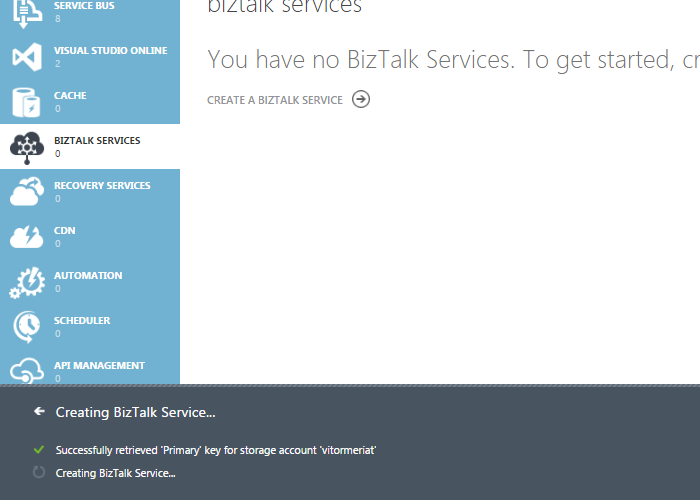 SERVICE BUS
8
VISUAL STUDIO ONLINE
2
CACHE
0
BIZTALK SERVICES
0
RECOVERY SERVICES
0
CDN
0
AUTOMATION
0
SCHEDULER
0
API MANAGEMENT
0
biztalk services
You have no BizTalk Services. To get started, cr
CREATE A BIZTALK SERVICE
Creating BizTalk Service...
Successfully retrieved 'Primary' key for storage account 'vitormeriat'
Creating BizTalk Service...